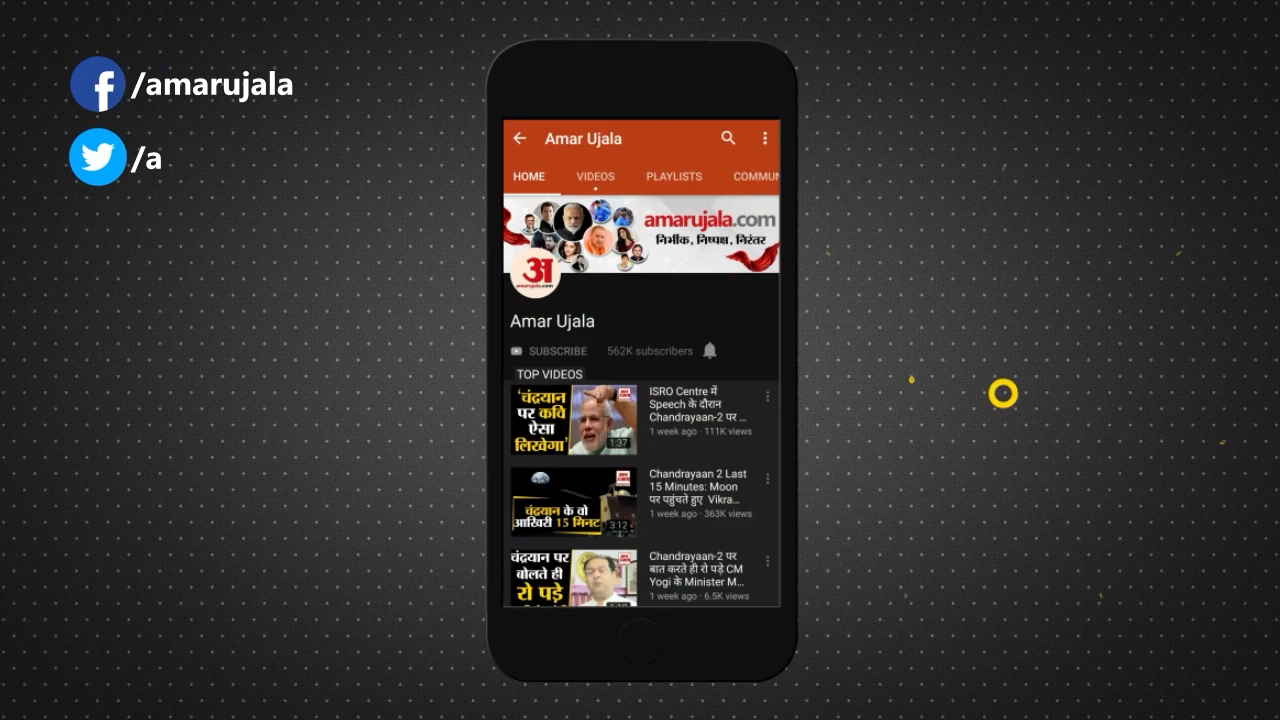 /amarujala
/a
Amar Ujala
HOME VIDEOS PLAYLISTS COMMUN
amarujala.com
निर्भीक, निष्पक्ष, निरंतर
अ
amarujala.com
Amar Ujala
SUBSCRIBE 562K subscribers
TOP VIDEOS
'चंद्रयान
पर कवि
ऐसा
लिखेगा'
1:37
ISRO Centre में
Speech के दौरान
Chandrayaan-2 पर ...
1 week ago · 111K views
चंद्रयान के वो
आखिरी 15 मिनट
3:12
Chandrayaan 2 Last
15 Minutes: Moon
पर पहुंचते हुए Vikra...
1 week ago · 363K views
चंद्रयान पर
बोलते ही
रो पड़े
Chandrayaan-2 पर
बात करते ही रो पड़े CM
Yogi के Minister M...
1 week ago · 6.5K views